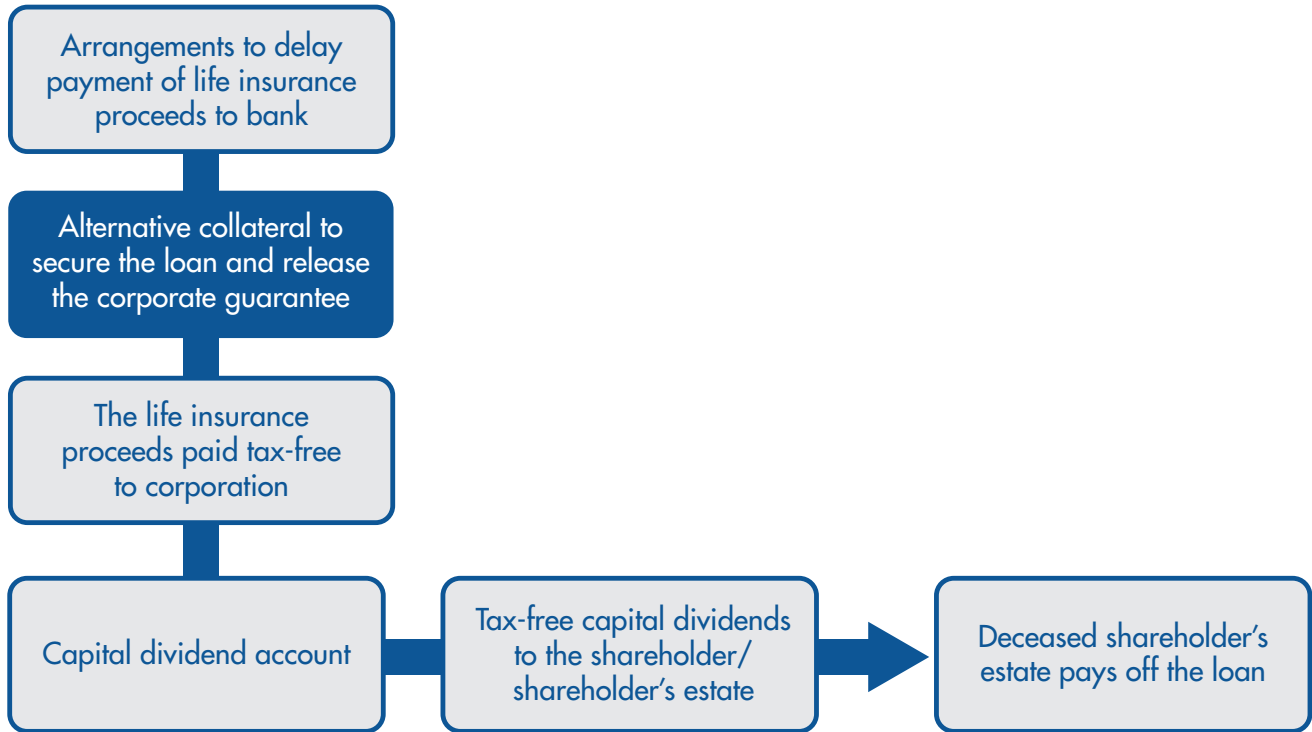 Arrangements to delay
payment of life insurance
proceeds to bank
Alternative collateral to
secure the loan and release
the corporate guarantee
The life insurance
proceeds paid tax-free
to corporation
Capital dividend account
Tax-free capital dividends
to the shareholder/
shareholder’s estate
Deceased shareholder’s
estate pays off the loan